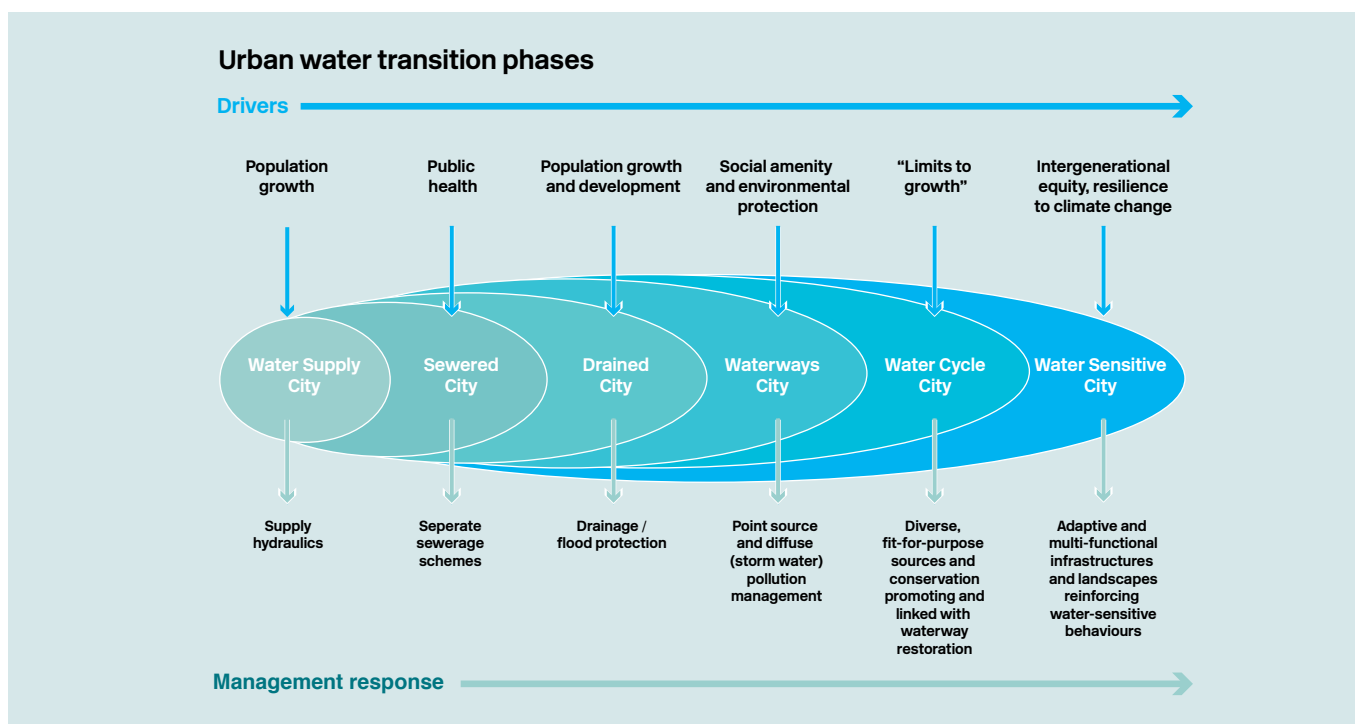 Urban water transition phases
Drivers
Population
growth
Public
health
Population growth
and development
Social amenity
and environmental
protection
“Limits to
growth”
Intergenerational
equity, resilience
to climate change
Water Supply
City
Sewered
City
Drained
City
Waterways
City
Water Cycle
City
Water Sensitive
City
Supply
hydraulics
Seperate
sewerage
schemes
Drainage /
flood protection
Point source
and diffuse
(storm water)
pollution
management
Diverse,
fit-for-purpose
sources and
conservation
promoting and
linked with
waterway
restoration
Adaptive and
multi-functional
infrastructures
and landscapes
reinforcing
water-sensitive
behaviours
Management response